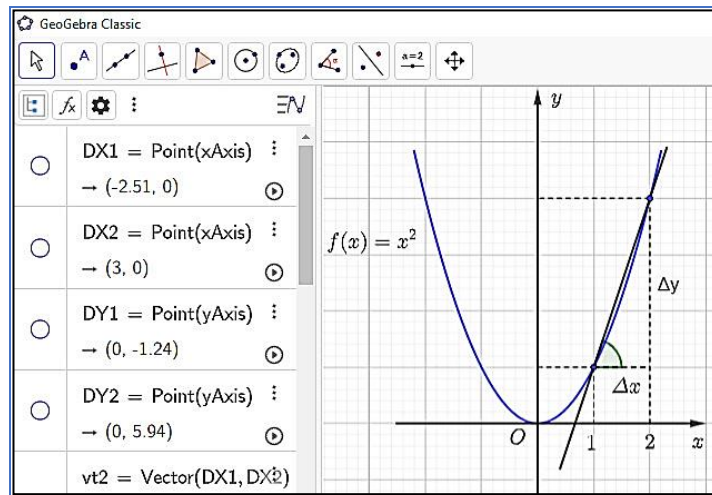 GeoGebra Classic
A
α
a=2
fx
DX1 = Point(xAxis)
→ (-2.51, 0)
DX2 = Point(xAxis)
→ (3, 0)
DY1 = Point(yAxis)
→ (0, -1.24)
DY2 = Point(yAxis)
→ (0, 5.94)
vt2 = Vector(DX1, DX2)
y
f(x) = x²
Δy
Δx
O 1 2 x